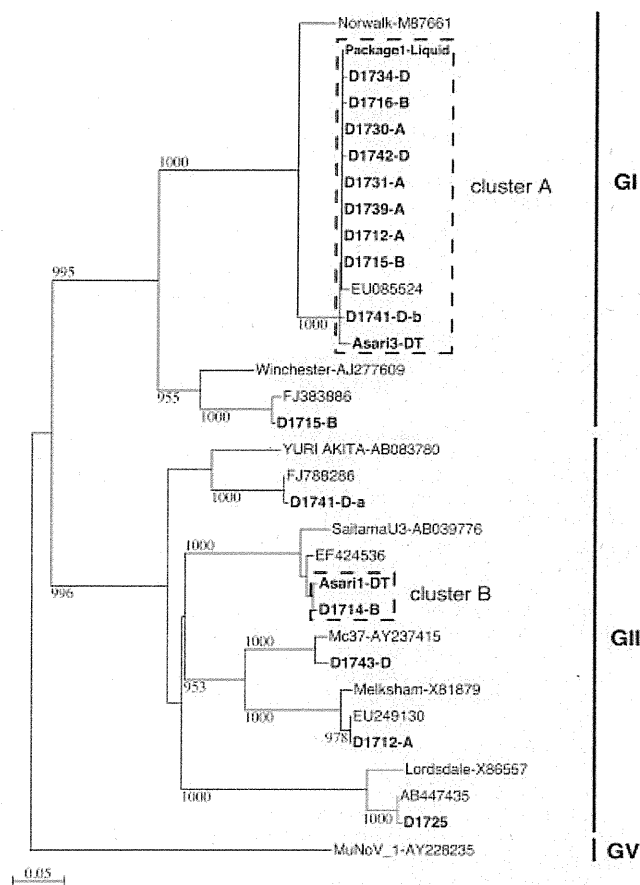 Norwalk-M87661
Package1-Liquid
D1734-D
D1716-B
D1730-A
D1742-D
1000
D1731-A
cluster A
GI
D1739-A
D1712-A
D1715-B
995
EU085524
1000
D1741-D-b
Asari3-DT
Winchester-AJ277609
955
FJ383886
1000
D1715-B
YURI AKITA-AB083780
FJ788286
1000
D1741-D-a
SaitamaU3-AB039776
1000
EF424536
996
Asari1-DT
cluster B
D1714-B
GII
Mc37-AY237415
1000
D1743-D
953
Melksham-X81879
1000
EU249130
978
D1712-A
Lordsdale-X86557
1000
AB447435
1000
D1725
MuNoV_1-AY228235
GV
0.05